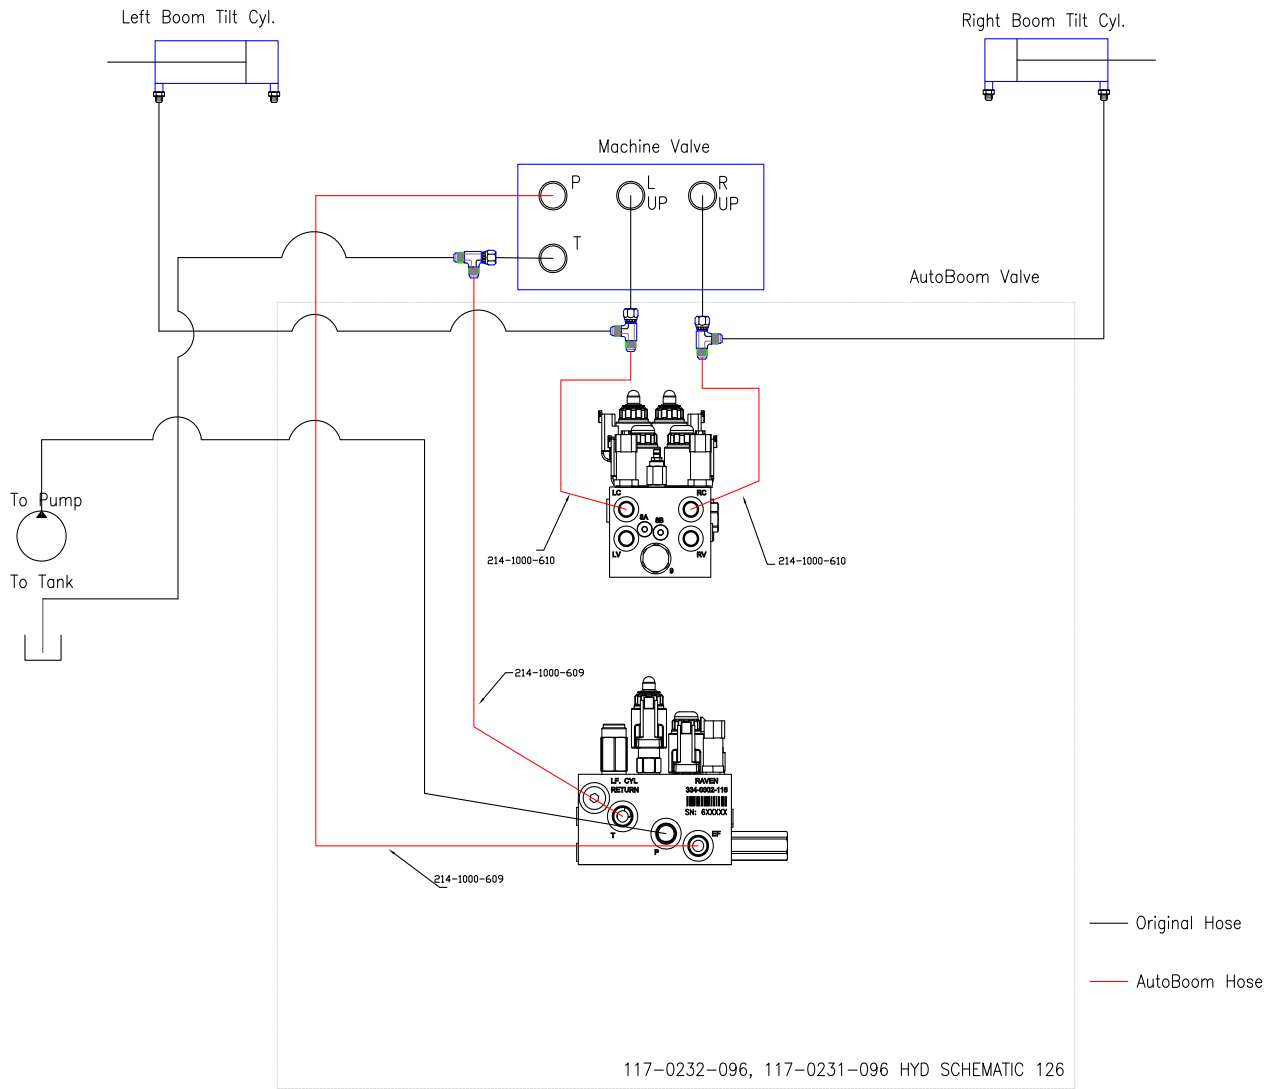 Left Boom Tilt Cyl.
Right Boom Tilt Cyl.
Machine Valve
P
L
UP
R
UP
T
AutoBoom Valve
LC
RC
8A
8B
LV
RV
9
214-1000-610
214-1000-610
To Pump
To Tank
214-1000-609
LF. CYL
RETURN
RAVEN
334-0002-116
SN: 6XXXXX
T
P
EF
214-1000-609
Original Hose
AutoBoom Hose
117-0232-096, 117-0231-096 HYD SCHEMATIC 126